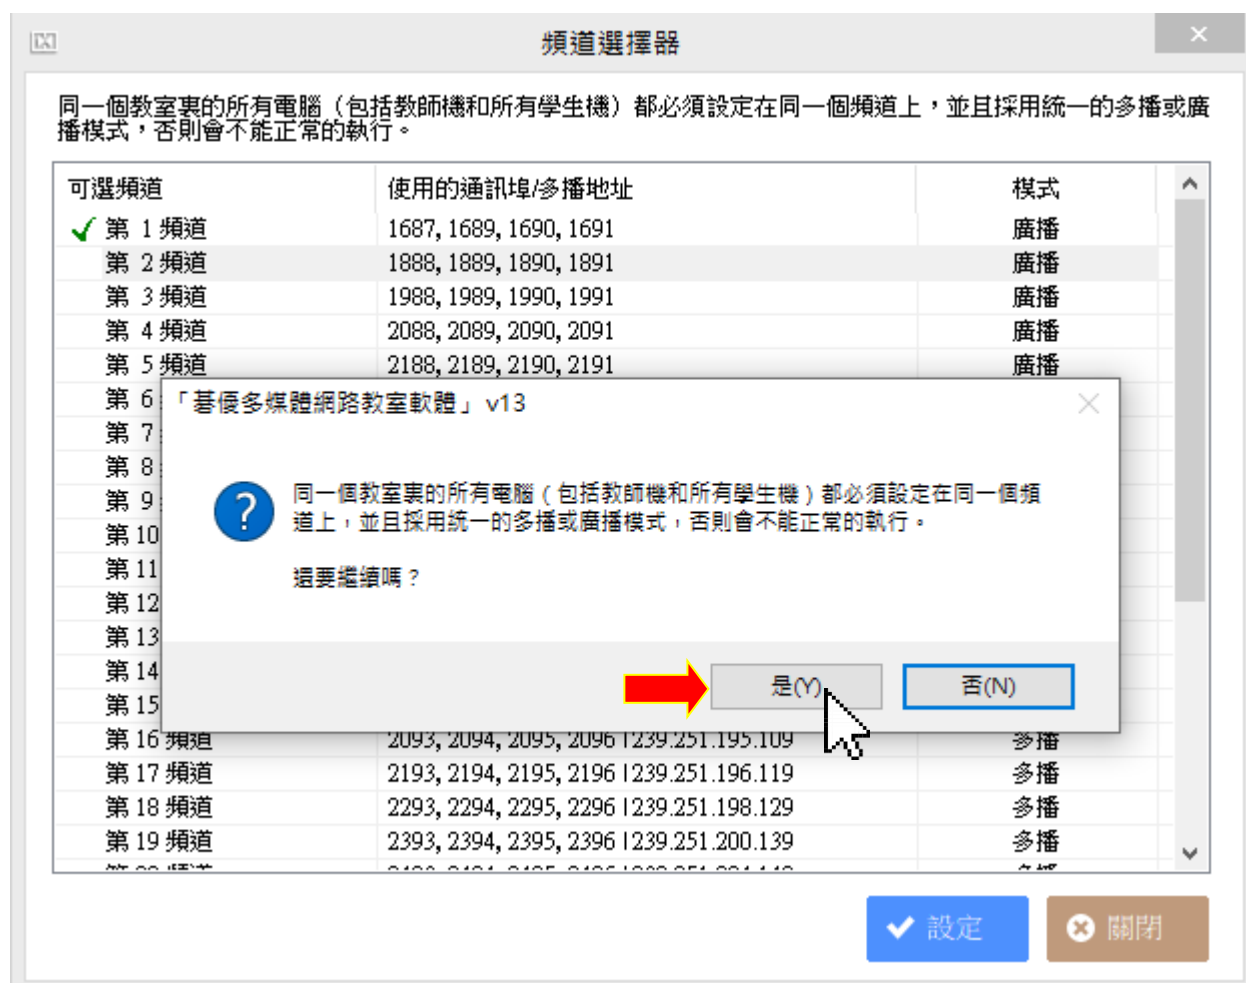 頻道選擇器
同一個教室裏的所有電腦（包括教師機和所有學生機）都必須設定在同一個頻道上，並且採用統一的多播或廣
播模式，否則會不能正常的執行。
可選頻道 使用的通訊埠/多播地址 模式
第 1 頻道 1687, 1689, 1690, 1691 廣播
第 2 頻道 1888, 1889, 1890, 1891 廣播
第 3 頻道 1988, 1989, 1990, 1991 廣播
第 4 頻道 2088, 2089, 2090, 2091 廣播
第 5 頻道 2188, 2189, 2190, 2191 廣播
第 6
第 7
第 8
第 9
第 10
第 11
第 12
第 13
第 14
第 15
「碁優多媒體網路教室軟體」 v13
同一個教室裏的所有電腦（包括教師機和所有學生機）都必須設定在同一個頻
道上，並且採用統一的多播或廣播模式，否則會不能正常的執行。
還要繼續嗎？
是(Y) 否(N)
第 16 頻道 2093, 2094, 2095, 2096 | 239.251.195.109 多播
第 17 頻道 2193, 2194, 2195, 2196 | 239.251.196.119 多播
第 18 頻道 2293, 2294, 2295, 2296 | 239.251.198.129 多播
第 19 頻道 2393, 2394, 2395, 2396 | 239.251.200.139 多播
設定 關閉